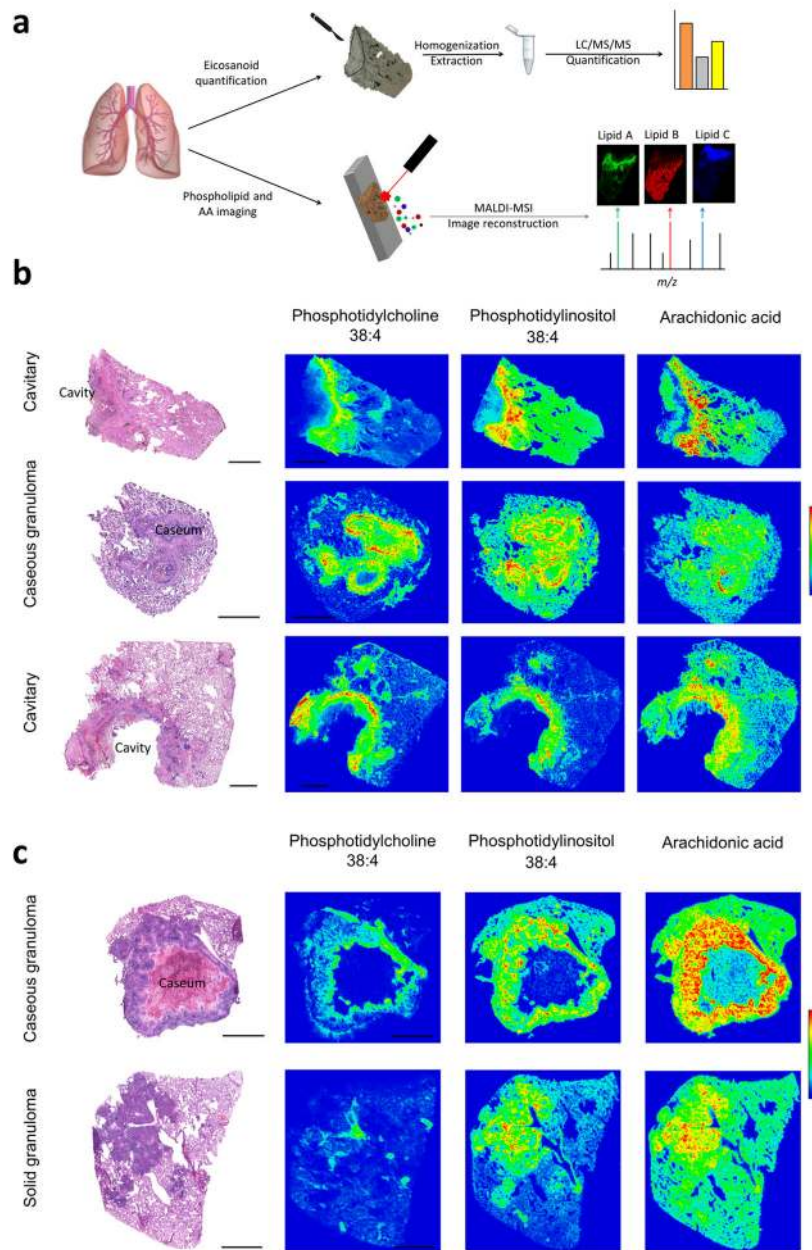 a
Eicosanoid
quantification
Homogenization
Extraction
LC/MS/MS
Quantification
Phospholipid and
AA imaging
MALDI-MSI
Image reconstruction
Lipid A Lipid B Lipid C
m/z
b
Phosphotidylcholine
38:4
Phosphotidylinositol
38:4
Arachidonic acid
Cavitary
Cavity
Caseous granuloma
Caseum
Cavitary
Cavity
c
Phosphotidylcholine
38:4
Phosphotidylinositol
38:4
Arachidonic acid
Caseous granuloma
Caseum
Solid granuloma